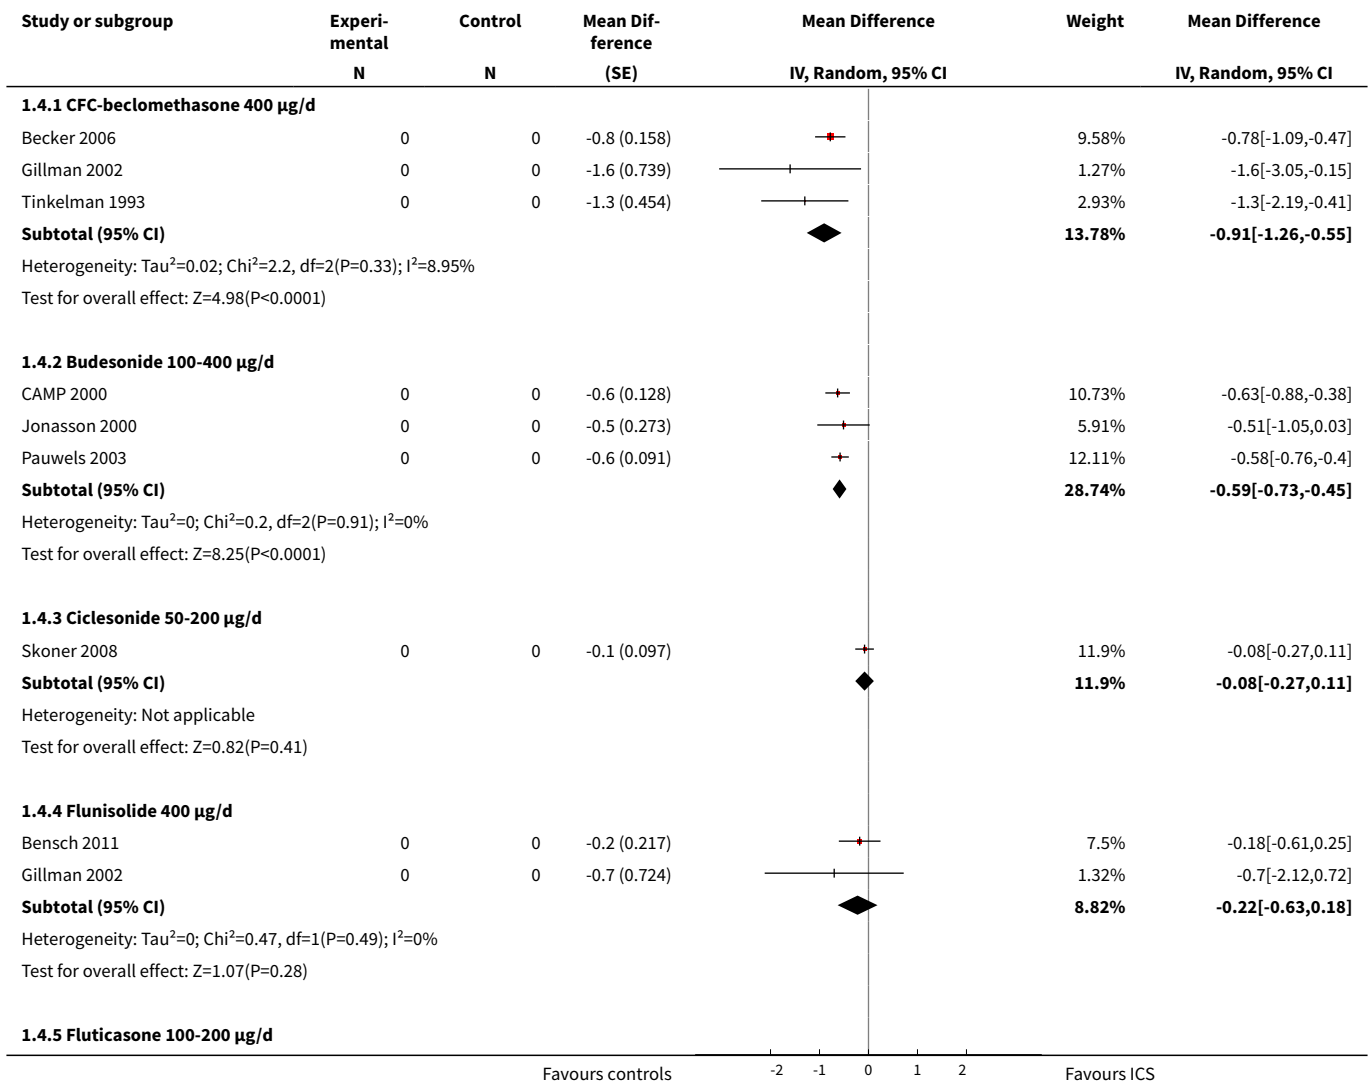 Study or subgroup Experi- Control Mean Dif- Mean Difference Weight Mean Difference
mental ference
N N (SE) IV, Random, 95% CI IV, Random, 95% CI
1.4.1 CFC-beclomethasone 400 µg/d
Becker 2006 0 0 -0.8 (0.158) 9.58% -0.78[-1.09,-0.47]
Gillman 2002 0 0 -1.6 (0.739) 1.27% -1.6[-3.05,-0.15]
Tinkelman 1993 0 0 -1.3 (0.454) 2.93% -1.3[-2.19,-0.41]
Subtotal (95% CI) 13.78% -0.91[-1.26,-0.55]
Heterogeneity: Tau²=0.02; Chi²=2.2, df=2(P=0.33); I²=8.95%
Test for overall effect: Z=4.98(P<0.0001)
1.4.2 Budesonide 100-400 µg/d
CAMP 2000 0 0 -0.6 (0.128) 10.73% -0.63[-0.88,-0.38]
Jonasson 2000 0 0 -0.5 (0.273) 5.91% -0.51[-1.05,0.03]
Pauwels 2003 0 0 -0.6 (0.091) 12.11% -0.58[-0.76,-0.4]
Subtotal (95% CI) 28.74% -0.59[-0.73,-0.45]
Heterogeneity: Tau²=0; Chi²=0.2, df=2(P=0.91); I²=0%
Test for overall effect: Z=8.25(P<0.0001)
1.4.3 Ciclesonide 50-200 µg/d
Skoner 2008 0 0 -0.1 (0.097) 11.9% -0.08[-0.27,0.11]
Subtotal (95% CI) 11.9% -0.08[-0.27,0.11]
Heterogeneity: Not applicable
Test for overall effect: Z=0.82(P=0.41)
1.4.4 Flunisolide 400 µg/d
Bensch 2011 0 0 -0.2 (0.217) 7.5% -0.18[-0.61,0.25]
Gillman 2002 0 0 -0.7 (0.724) 1.32% -0.7[-2.12,0.72]
Subtotal (95% CI) 8.82% -0.22[-0.63,0.18]
Heterogeneity: Tau²=0; Chi²=0.47, df=1(P=0.49); I²=0%
Test for overall effect: Z=1.07(P=0.28)
1.4.5 Fluticasone 100-200 µg/d
Favours controls -2 -1 0 1 2 Favours ICS